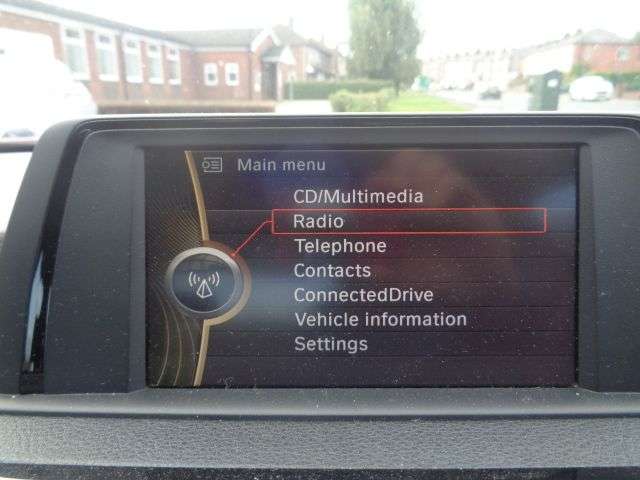 Main menu
CD/Multimedia
Radio
Telephone
Contacts
ConnectedDrive
Vehicle information
Settings